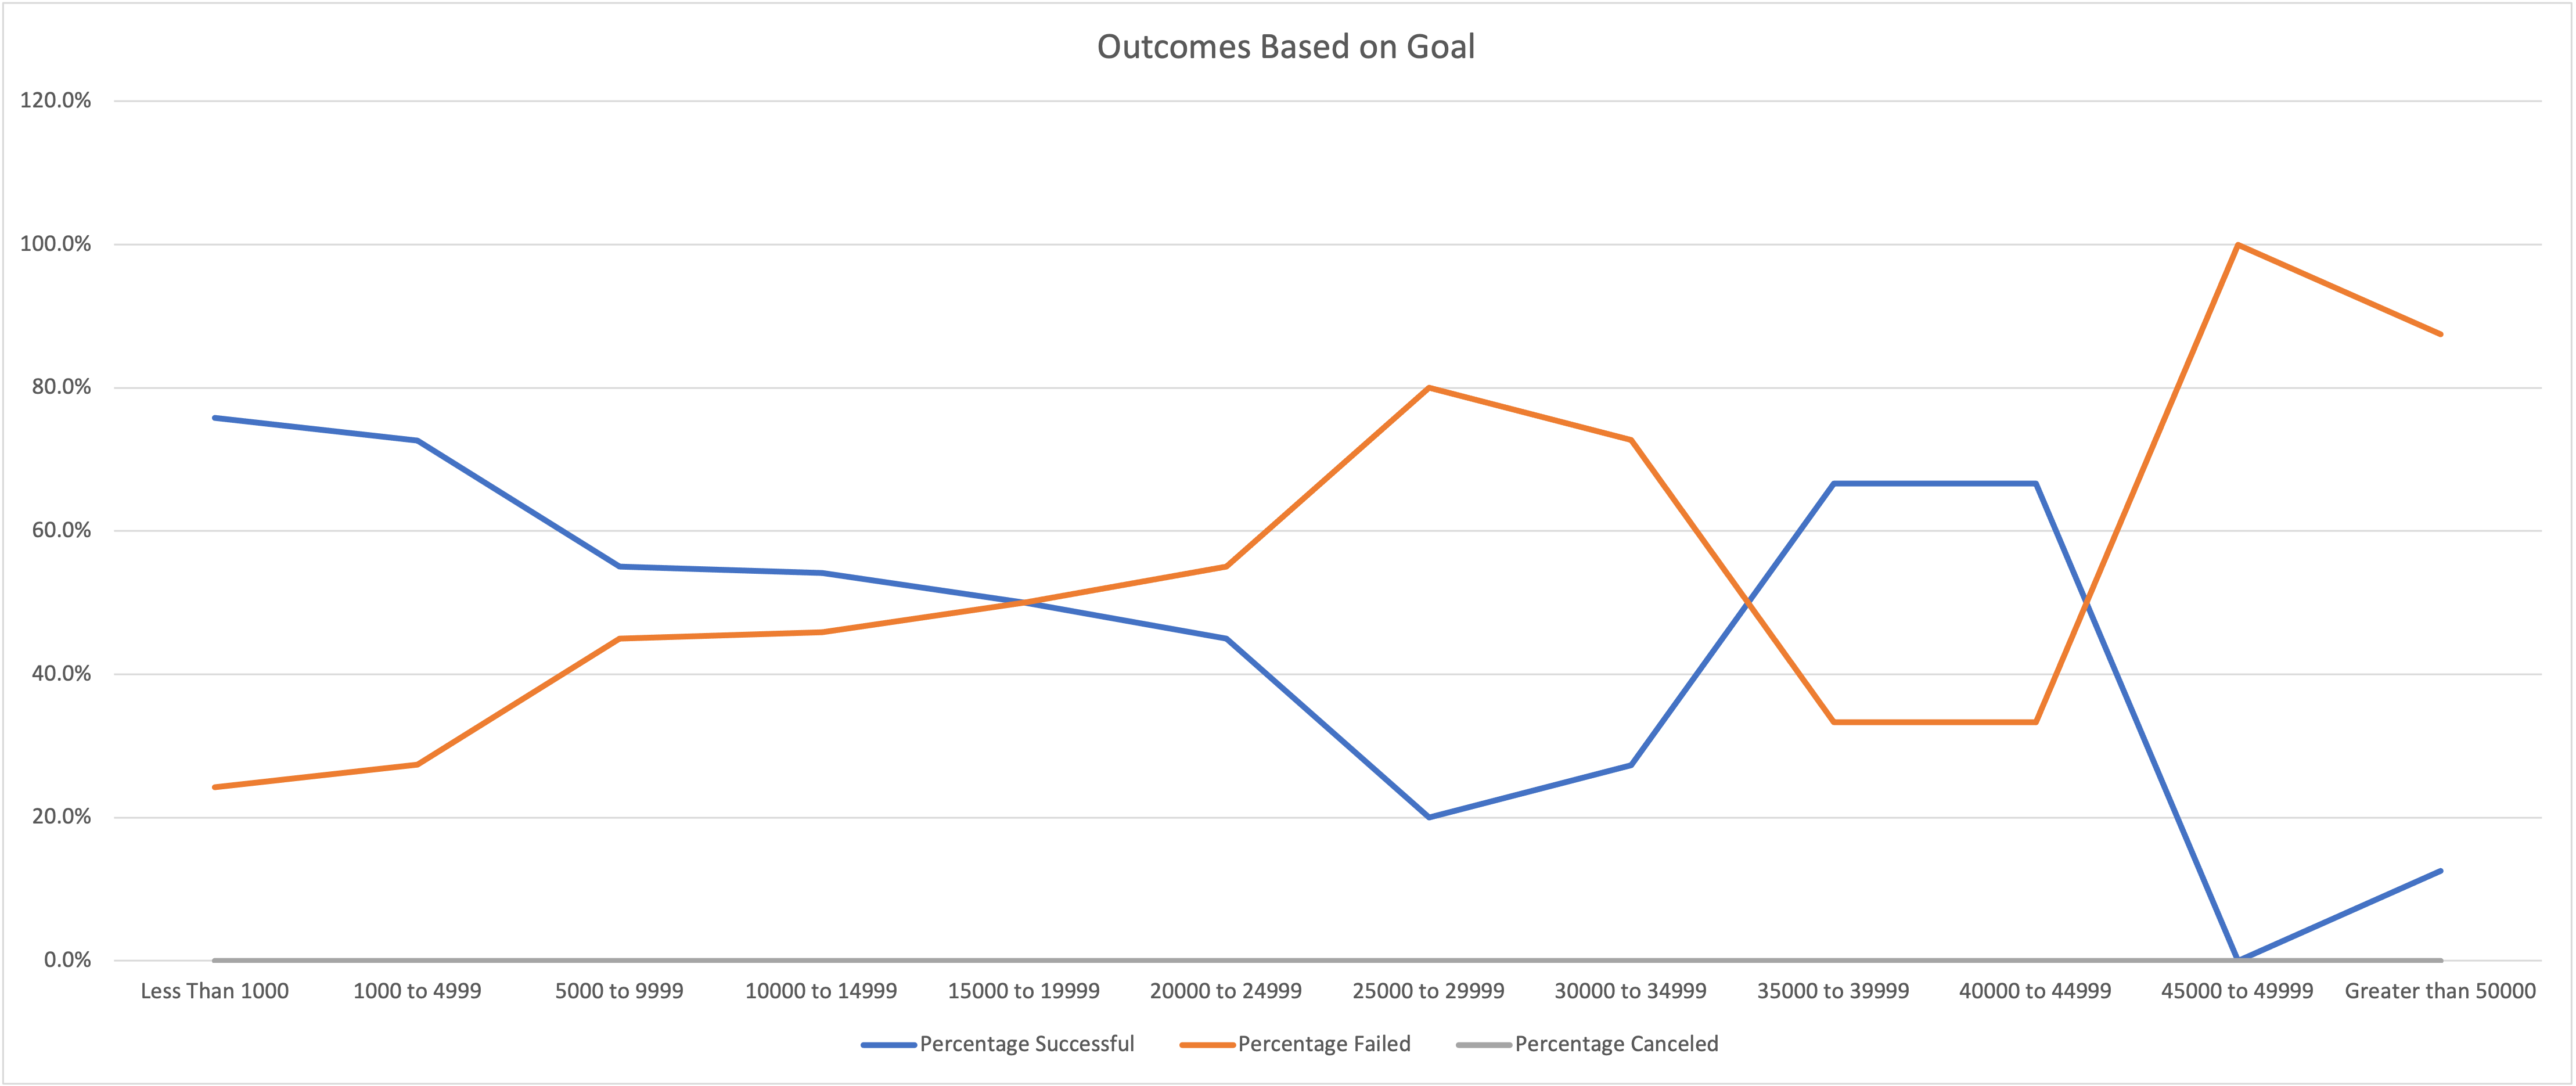 Outcomes Based on Goal
120.0%
100.0%
80.0%
60.0%
40.0%
20.0%
0.0%
Less Than 1000 1000 to 4999 5000 to 9999 10000 to 14999 15000 to 19999 20000 to 24999 25000 to 29999 30000 to 34999 35000 to 39999 40000 to 44999 45000 to 49999 Greater than 50000
Percentage Successful Percentage Failed Percentage Canceled